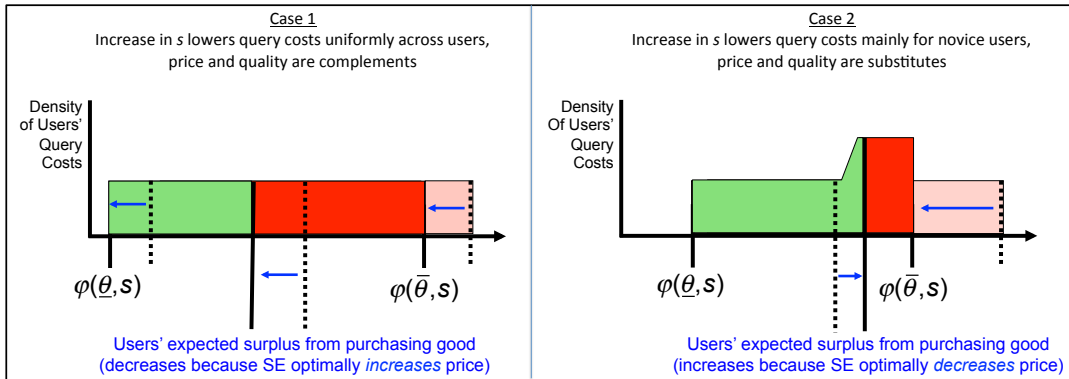 Case 1
Increase in s lowers query costs uniformly across users,
price and quality are complements
Density
of Users'
Query
Costs
φ(θ,s)
φ(θ̅,s)
Users' expected surplus from purchasing good
(decreases because SE optimally increases price)
Case 2
Increase in s lowers query costs mainly for novice users,
price and quality are substitutes
Density
Of Users'
Query
Costs
φ(θ,s)
φ(θ̅,s)
Users' expected surplus from purchasing good
(increases because SE optimally decreases price)